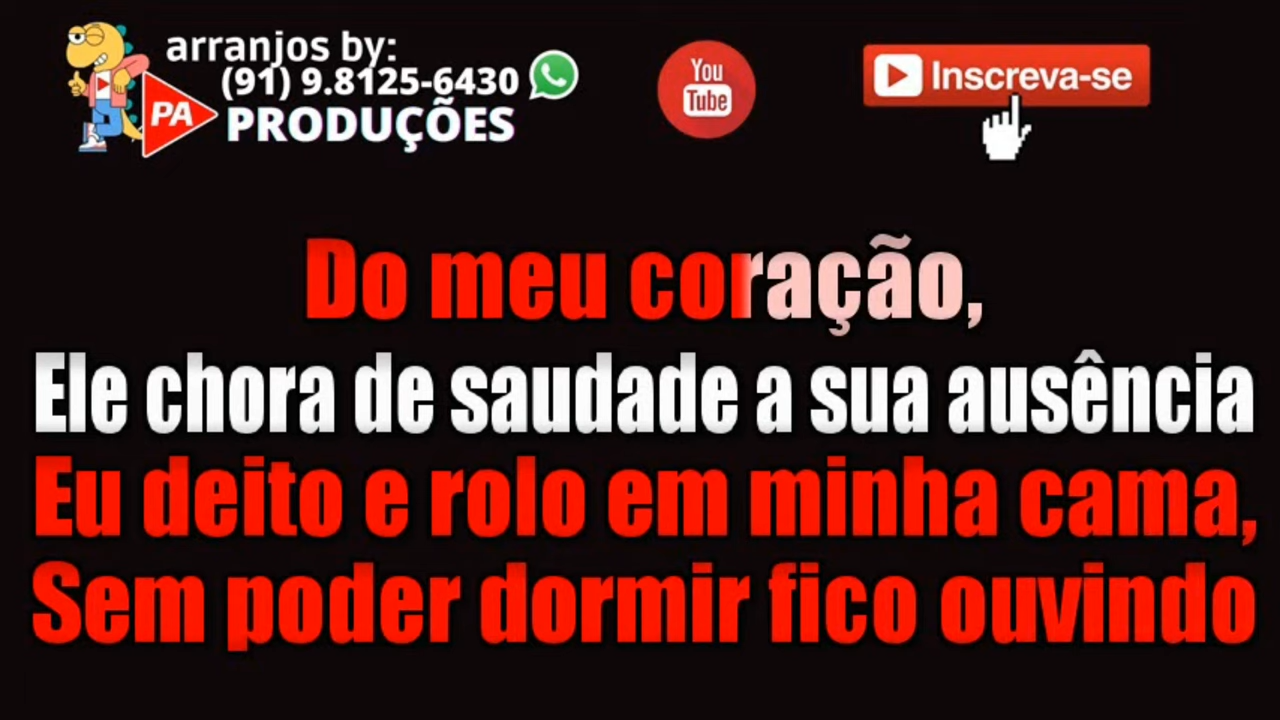 arranjos by:
(91) 9.8125-6430
PA PRODUÇÕES
You
Tube
Inscreva-se
Do meu coração,
Ele chora de saudade a sua ausência
Eu deito e rolo em minha cama,
Sem poder dormir fico ouvindo